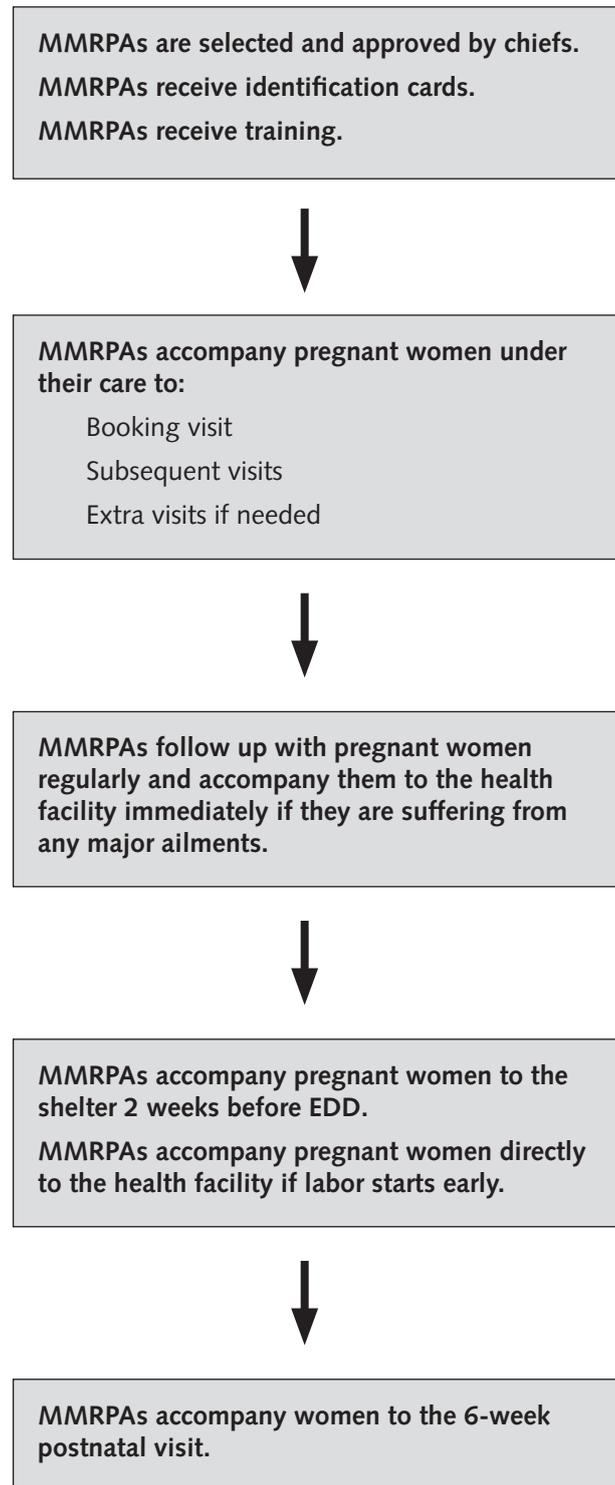 MMRPAs are selected and approved by chiefs.
MMRPAs receive identification cards.
MMRPAs receive training.
MMRPAs accompany pregnant women under
their care to:
Booking visit
Subsequent visits
Extra visits if needed
MMRPAs follow up with pregnant women
regularly and accompany them to the health
facility immediately if they are suffering from
any major ailments.
MMRPAs accompany pregnant women to the
shelter 2 weeks before EDD.
MMRPAs accompany pregnant women directly
to the health facility if labor starts early.
MMRPAs accompany women to the 6-week
postnatal visit.